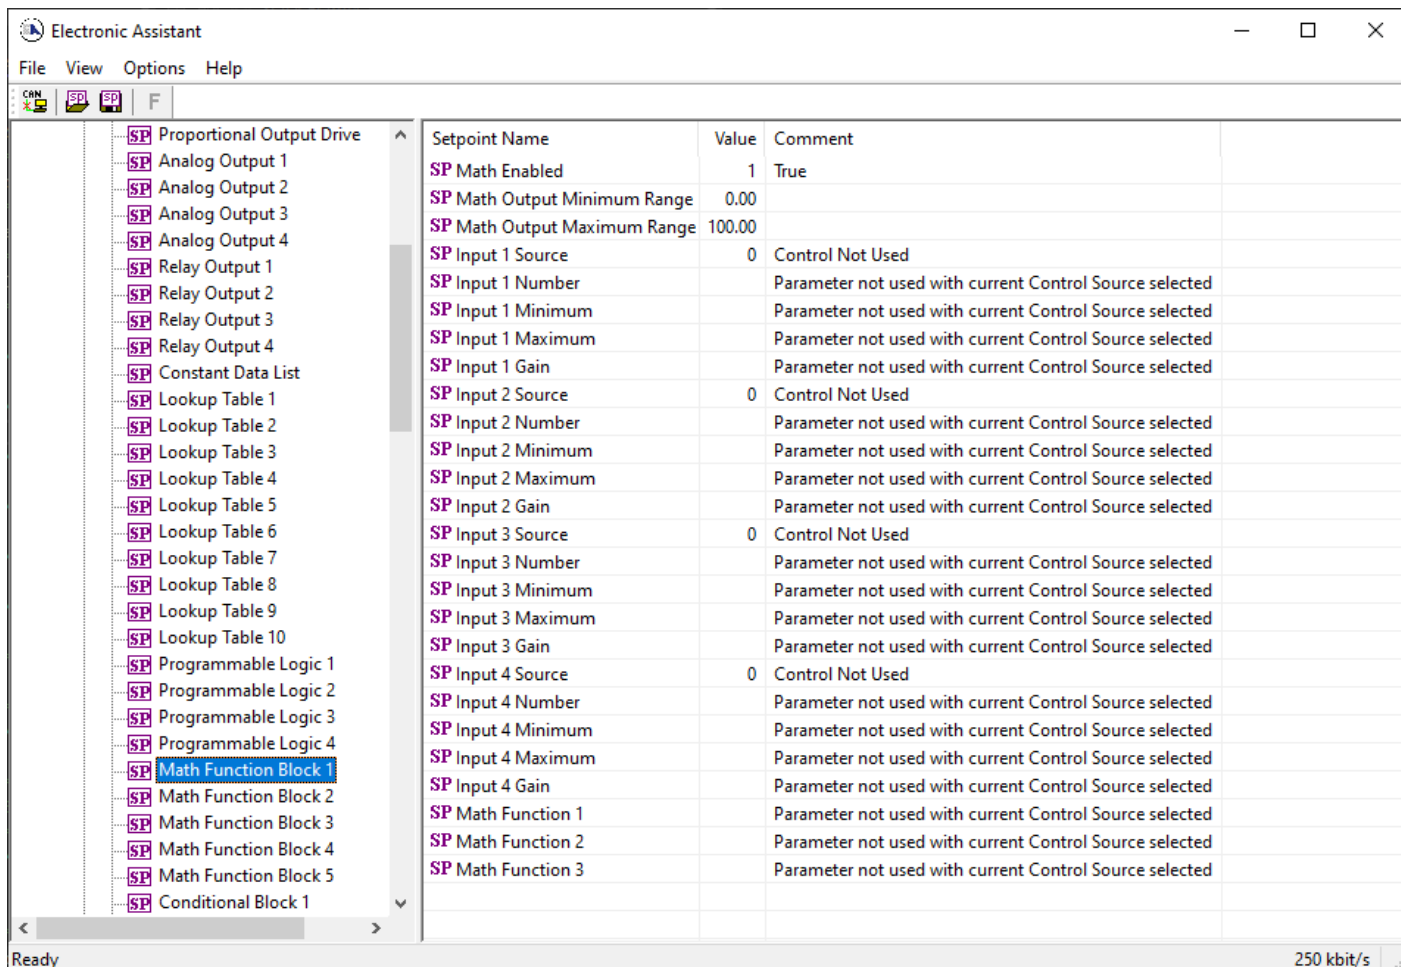 Electronic Assistant
File View Options Help
CAN SP SP F
SP Proportional Output Drive
SP Analog Output 1
SP Analog Output 2
SP Analog Output 3
SP Analog Output 4
SP Relay Output 1
SP Relay Output 2
SP Relay Output 3
SP Relay Output 4
SP Constant Data List
SP Lookup Table 1
SP Lookup Table 2
SP Lookup Table 3
SP Lookup Table 4
SP Lookup Table 5
SP Lookup Table 6
SP Lookup Table 7
SP Lookup Table 8
SP Lookup Table 9
SP Lookup Table 10
SP Programmable Logic 1
SP Programmable Logic 2
SP Programmable Logic 3
SP Programmable Logic 4
SP Math Function Block 1
SP Math Function Block 2
SP Math Function Block 3
SP Math Function Block 4
SP Math Function Block 5
SP Conditional Block 1
Setpoint Name Value Comment
SP Math Enabled 1 True
SP Math Output Minimum Range 0.00
SP Math Output Maximum Range 100.00
SP Input 1 Source 0 Control Not Used
SP Input 1 Number Parameter not used with current Control Source selected
SP Input 1 Minimum Parameter not used with current Control Source selected
SP Input 1 Maximum Parameter not used with current Control Source selected
SP Input 1 Gain Parameter not used with current Control Source selected
SP Input 2 Source 0 Control Not Used
SP Input 2 Number Parameter not used with current Control Source selected
SP Input 2 Minimum Parameter not used with current Control Source selected
SP Input 2 Maximum Parameter not used with current Control Source selected
SP Input 2 Gain Parameter not used with current Control Source selected
SP Input 3 Source 0 Control Not Used
SP Input 3 Number Parameter not used with current Control Source selected
SP Input 3 Minimum Parameter not used with current Control Source selected
SP Input 3 Maximum Parameter not used with current Control Source selected
SP Input 3 Gain Parameter not used with current Control Source selected
SP Input 4 Source 0 Control Not Used
SP Input 4 Number Parameter not used with current Control Source selected
SP Input 4 Minimum Parameter not used with current Control Source selected
SP Input 4 Maximum Parameter not used with current Control Source selected
SP Input 4 Gain Parameter not used with current Control Source selected
SP Math Function 1 Parameter not used with current Control Source selected
SP Math Function 2 Parameter not used with current Control Source selected
SP Math Function 3 Parameter not used with current Control Source selected
Ready 250 kbit/s